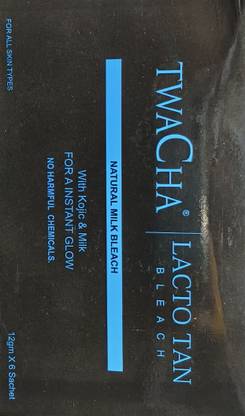 TWACHA® | LACTO TAN
BLEACH
NATURAL MILK BLEACH
With Kojic & Milk
FOR A INSTANT GLOW
NO HARMFUL CHEMICALS.
FOR ALL SKIN TYPES
12gm X 6 Sachet